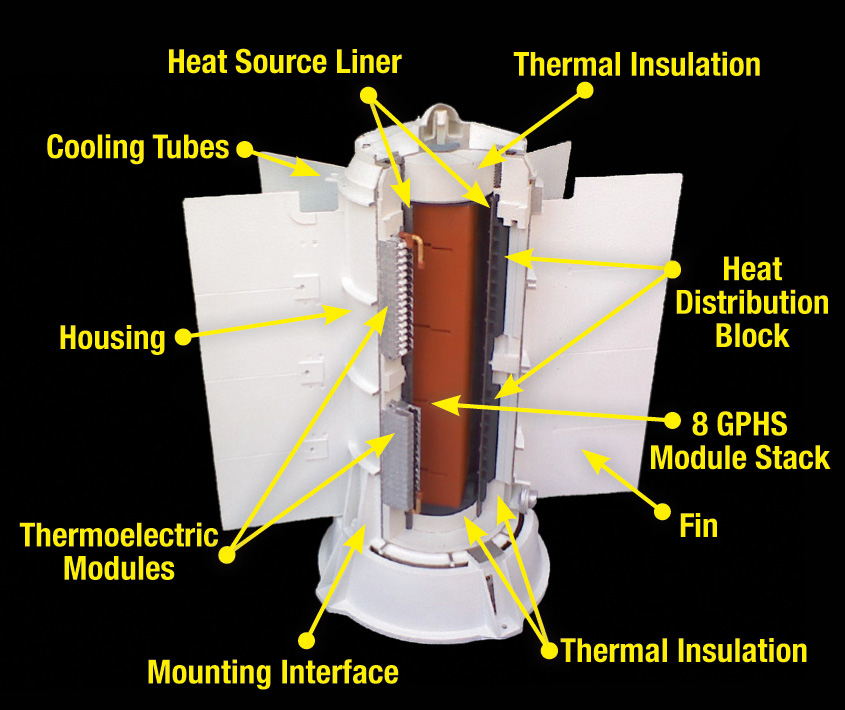 Heat Source Liner
Thermal Insulation
Cooling Tubes
Heat
Distribution
Block
Housing
8 GPHS
Module Stack
Fin
Thermoelectric
Modules
Thermal Insulation
Mounting Interface